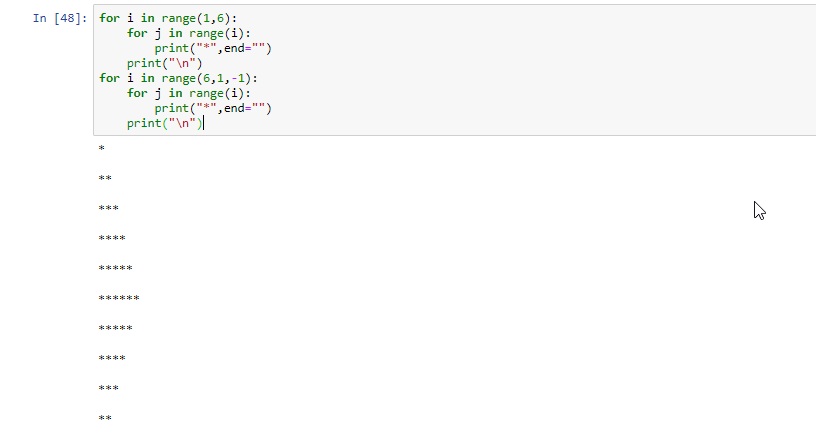 In [48]: for i in range(1,6):
    for j in range(i):
        print("*",end="")
    print("\n")
for i in range(6,1,-1):
    for j in range(i):
        print("*",end="")
    print("\n")
*
**
***
****
*****
******
*****
****
***
**